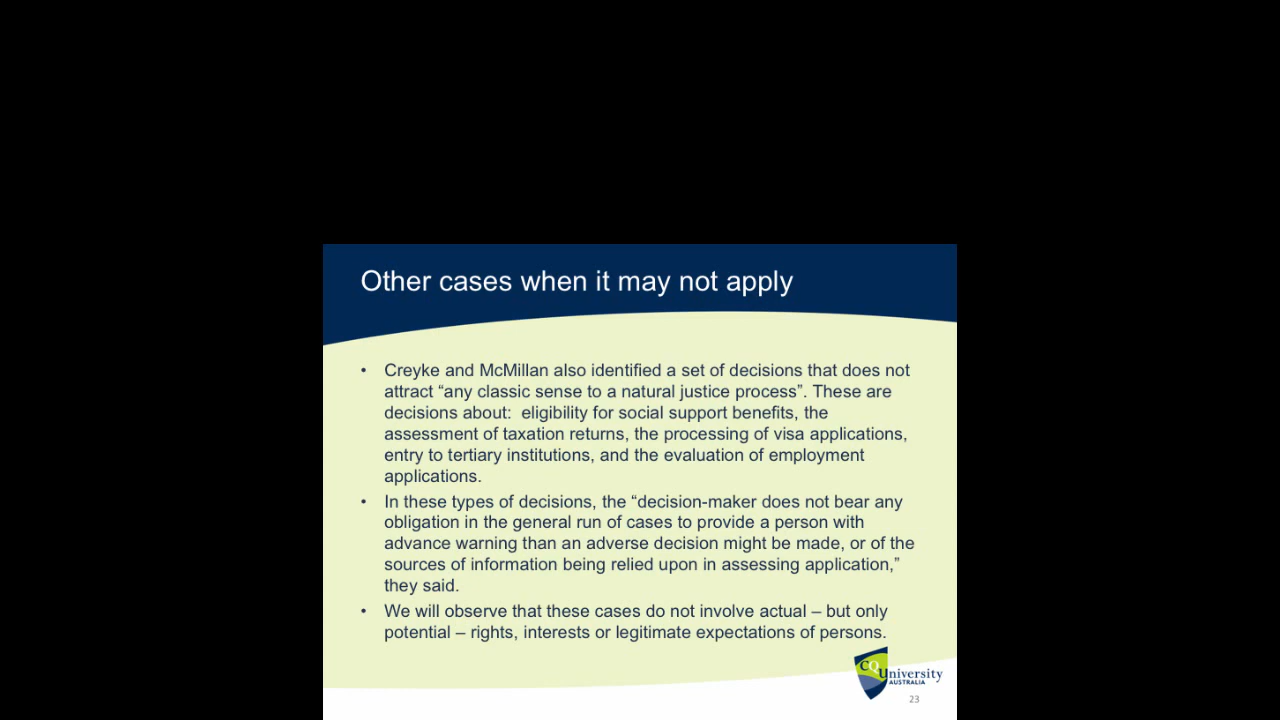 Other cases when it may not apply
• Creyke and McMillan also identified a set of decisions that does not
attract “any classic sense to a natural justice process”. These are
decisions about:  eligibility for social support benefits, the
assessment of taxation returns, the processing of visa applications,
entry to tertiary institutions, and the evaluation of employment
applications.
• In these types of decisions, the “decision-maker does not bear any
obligation in the general run of cases to provide a person with
advance warning than an adverse decision might be made, or of the
sources of information being relied upon in assessing application,”
they said.
• We will observe that these cases do not involve actual – but only
potential – rights, interests or legitimate expectations of persons.
CQUniversity
AUSTRALIA
23